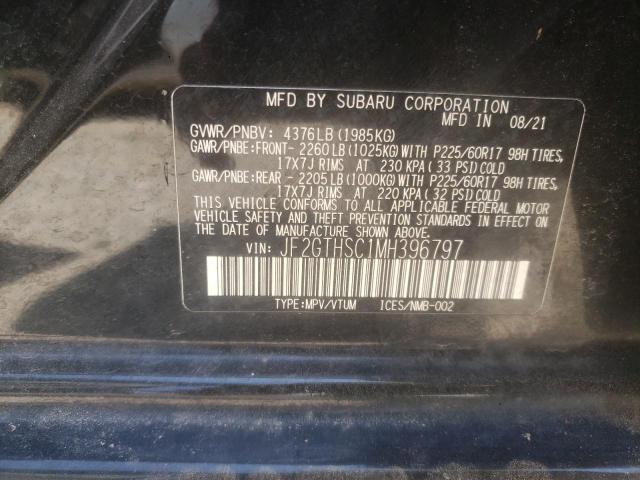 MFD BY SUBARU CORPORATION
MFD IN 08/21
GVWR/PNBV: 4376LB(1985KG)
GAWR/PNBE:FRONT- 2260LB(1025KG)WITH P225/60R17 98H TIRES,
17X7J RIMS AT 230 KPA( 33 PSI)COLD
GAWR/PNBE:REAR - 2205LB(1000KG)WITH P225/60R17 98H TIRES,
17X7J RIMS AT 220 KPA( 32 PSI)COLD
THIS VEHICLE CONFORMS TO ALL APPLICABLE FEDERAL MOTOR
VEHICLE SAFETY AND THEFT PREVENTION STANDARDS IN EFFECT ON
THE DATE OF MANUFACTURE SHOWN ABOVE.
VIN: JF2GTHSC1MH396797
TYPE:MPV/VTUM ICES/NMB-002